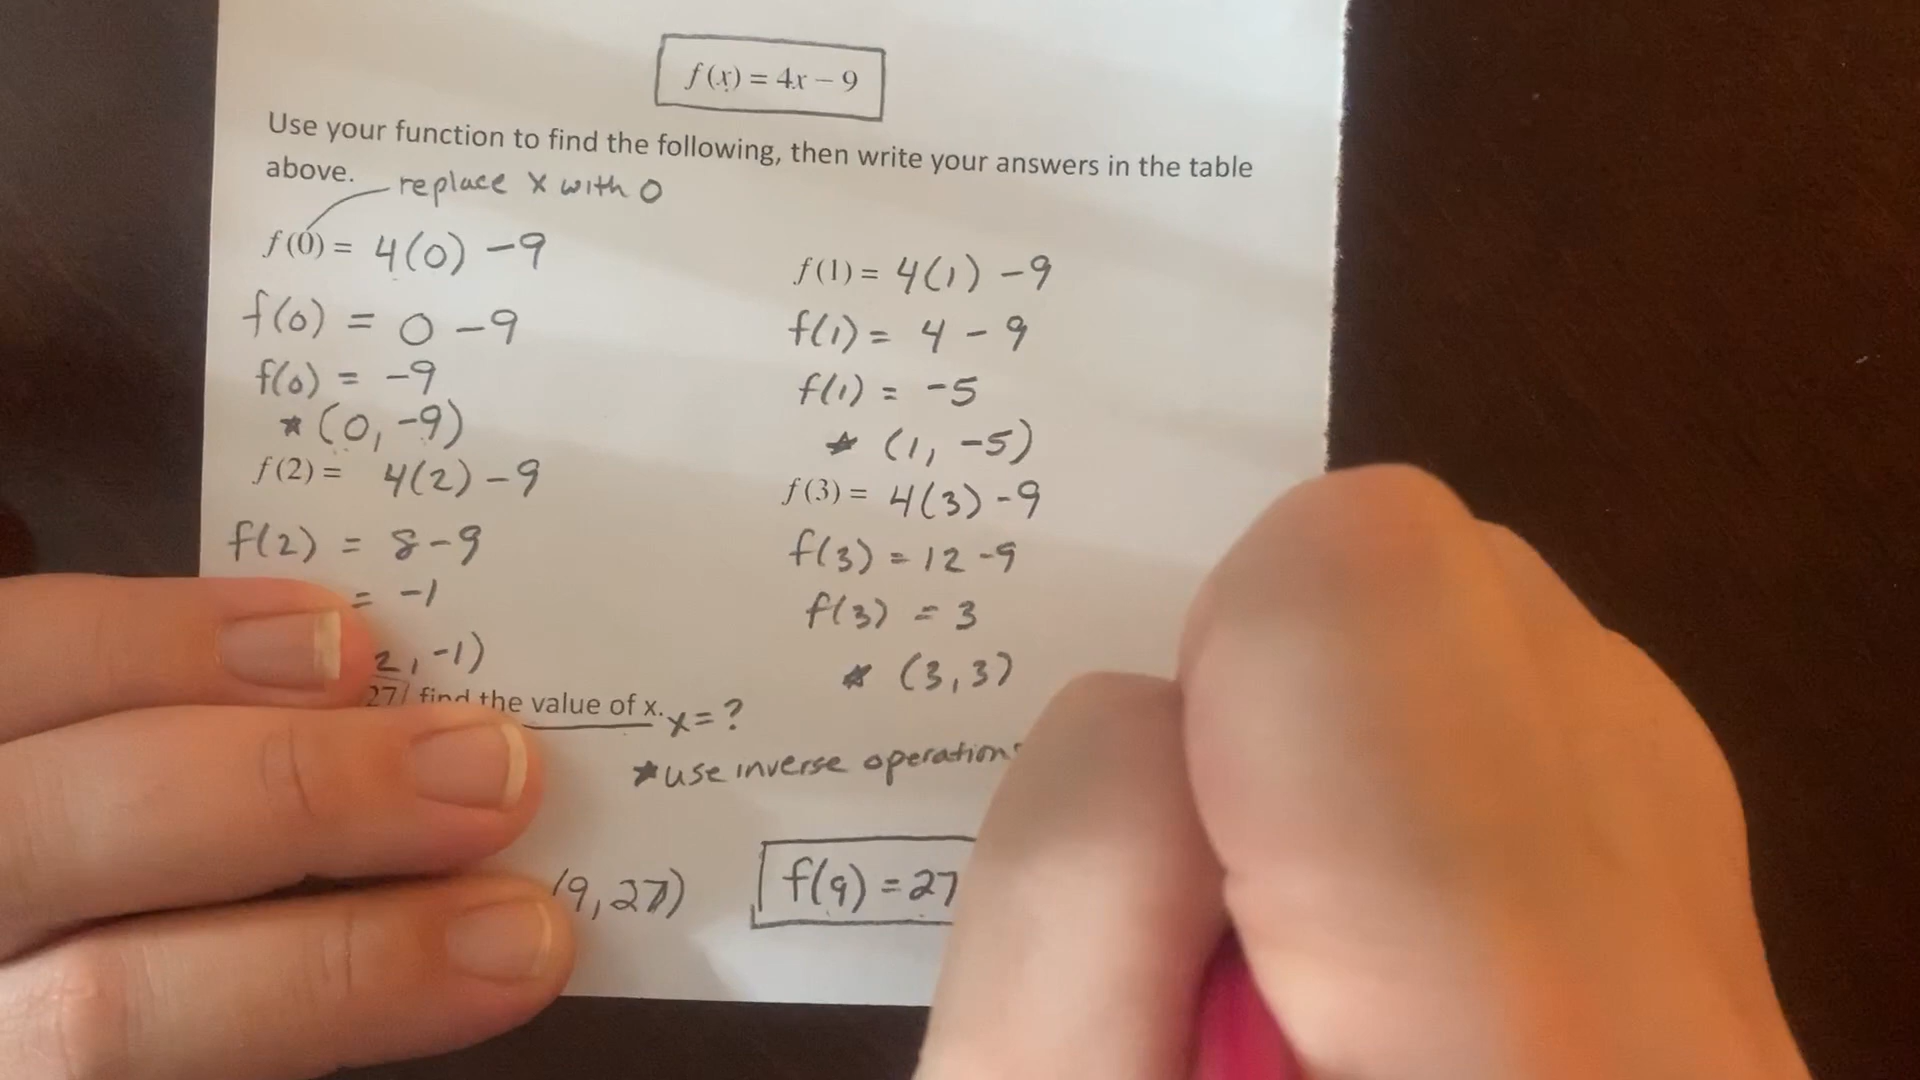 f(x) = 4x – 9
Use your function to find the following, then write your answers in the table
above.
replace x with 0
f(0) = 4(0) – 9
f(0) = 0 – 9
f(0) = -9
* (0, -9)
f(1) = 4(1) – 9
f(1) = 4 - 9
f(1) = -5
* (1, -5)
f(2) = 4(2) – 9
f(2) = 8 – 9
= -1
2, -1)
f(3) = 4(3) - 9
f(3) = 12 - 9
f(3) = 3
* (3, 3)
27, find the value of x. x = ?
* use inverse operations
(9, 27)
f(9) = 27